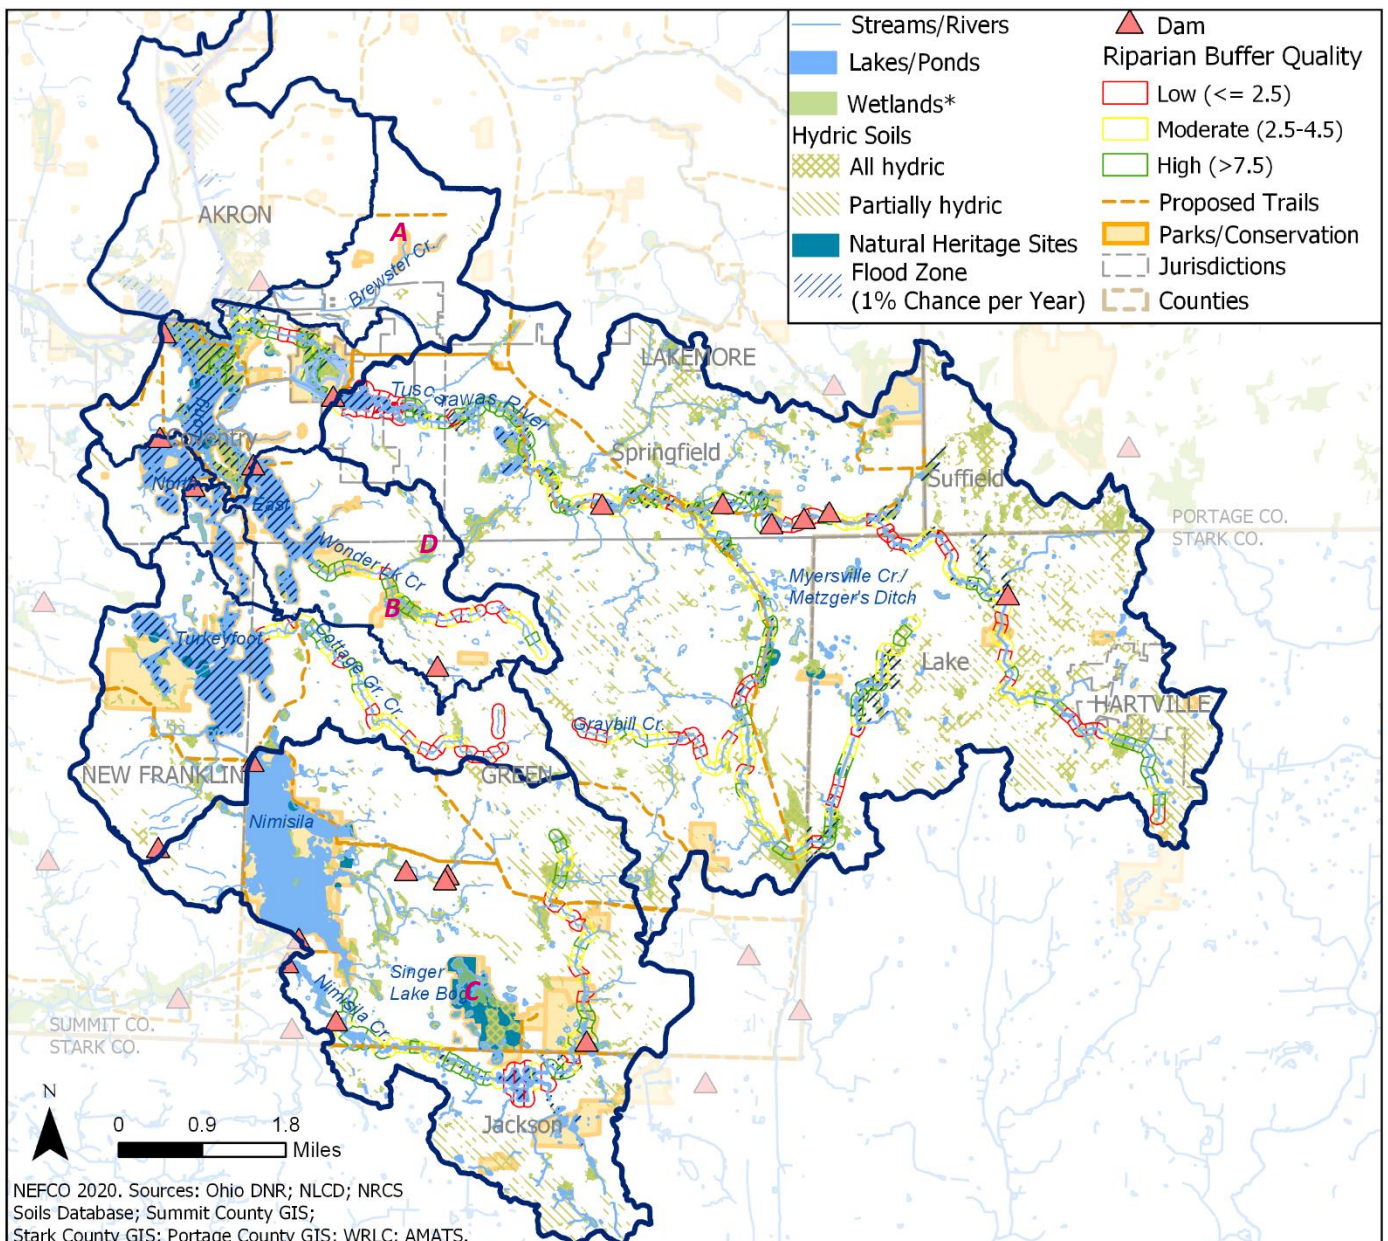 Streams/Rivers
Lakes/Ponds
Wetlands*
Hydric Soils
All hydric
Partially hydric
Natural Heritage Sites
Flood Zone
(1% Chance per Year)
Dam
Riparian Buffer Quality
Low (<= 2.5)
Moderate (2.5-4.5)
High (>7.5)
Proposed Trails
Parks/Conservation
Jurisdictions
Counties
AKRON
A
Brewster Cr.
LAKEMORE
Tuscarawas River
Coventry
Springfield
North
East
Suffield
PORTAGE CO.
STARK CO.
D
Wonder Lk Cr
B
Myersville Cr./
Metzger's Ditch
Turkeyfoot
Cottage Gr Cr
Lake
HARTVILLE
Graybill Cr.
NEW FRANKLIN
GREEN
Nimisila
Singer
Lake Bog
C
Nimisila Cr.
SUMMIT CO.
STARK CO.
Jackson
N
0 0.9 1.8
Miles
NEFCO 2020. Sources: Ohio DNR; NLCD; NRCS
Soils Database; Summit County GIS;
Stark County GIS; Portage County GIS; WRLC; AMATS.